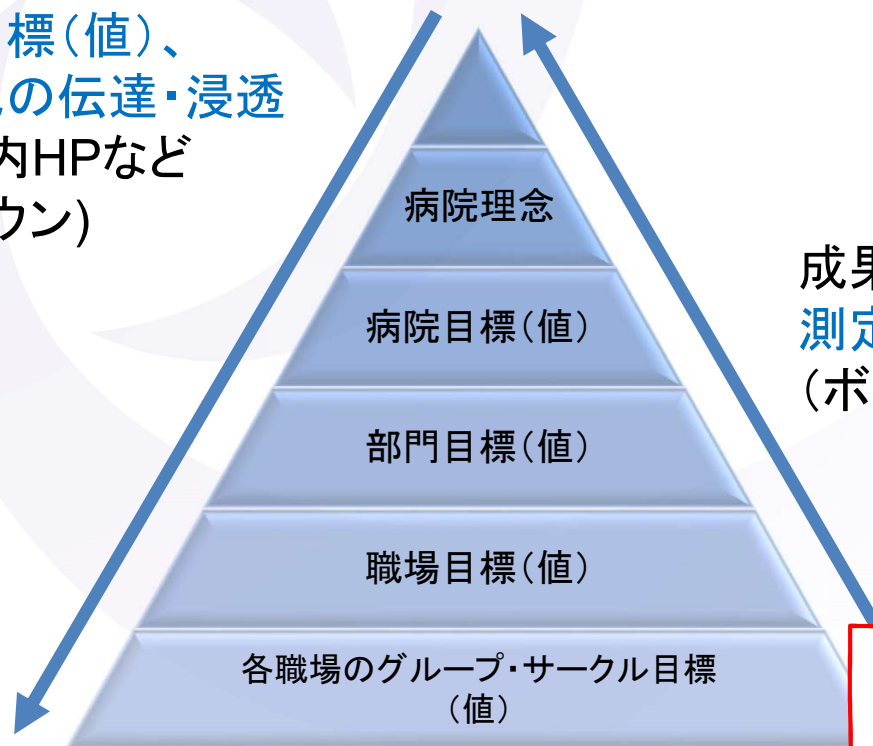 標（値）、
の伝達・浸透
内HPなど
ウン)
病院理念
病院目標（値）
部門目標（値）
職場目標（値）
各職場のグループ・サークル目標
（値）
成果
測定
（ボ